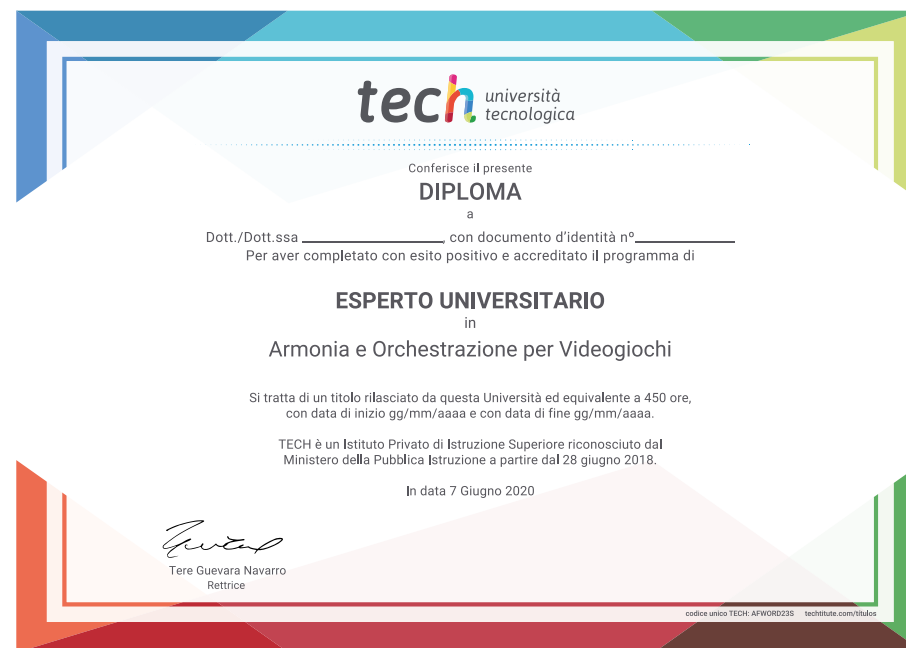 tech università
tecnologica
Conferisce il presente
DIPLOMA
a
Dott./Dott.ssa ____________________, con documento d'identità nº______________
Per aver completato con esito positivo e accreditato il programma di
ESPERTO UNIVERSITARIO
in
Armonia e Orchestrazione per Videogiochi
Si tratta di un titolo rilasciato da questa Università ed equivalente a 450 ore,
con data di inizio gg/mm/aaaa e con data di fine gg/mm/aaaa.
TECH è un Istituto Privato di Istruzione Superiore riconosciuto dal
Ministero della Pubblica Istruzione a partire dal 28 giugno 2018.
In data 7 Giugno 2020
Tere Guevara Navarro
Rettrice
codice unico TECH: AFWORD23S techtitute.com/títulos